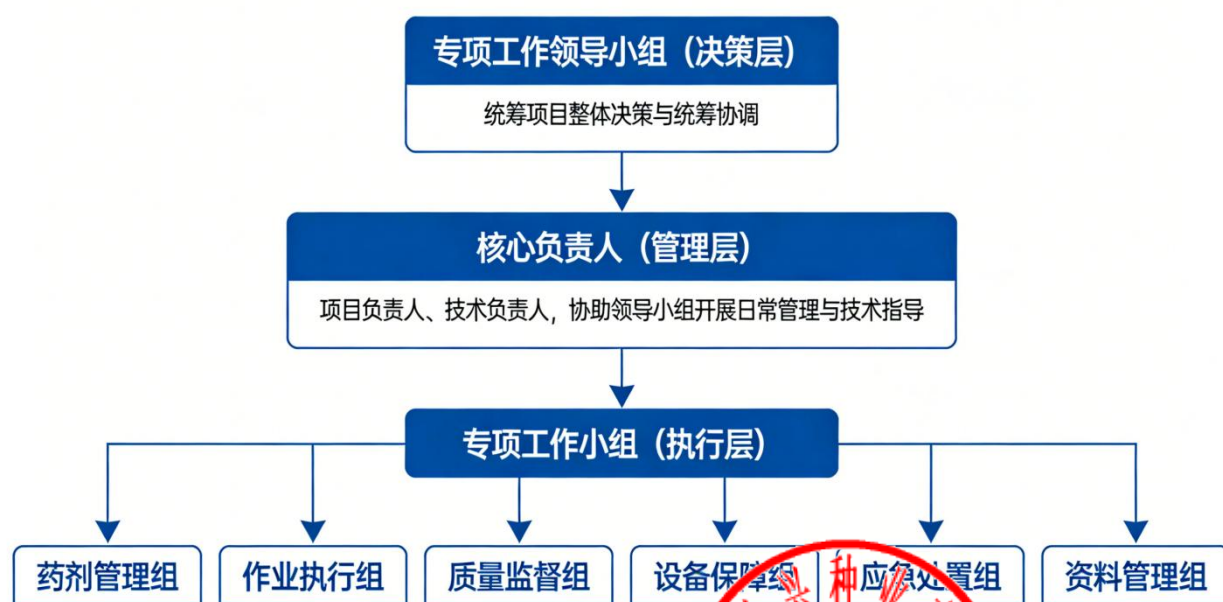 专项工作领导小组（决策层）
统筹项目整体决策与统筹协调
核心负责人（管理层）
项目负责人、技术负责人，协助领导小组开展日常管理与技术指导
专项工作小组（执行层）
药剂管理组
作业执行组
质量监督组
设备保障组
应急处置组
资料管理组
种业